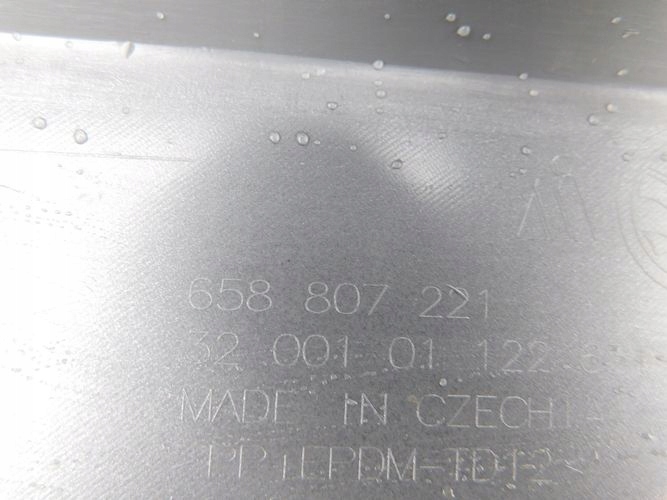 658 807 221
32 001 01 122
MADE IN CZECH
>PP+EPDM-TD12<